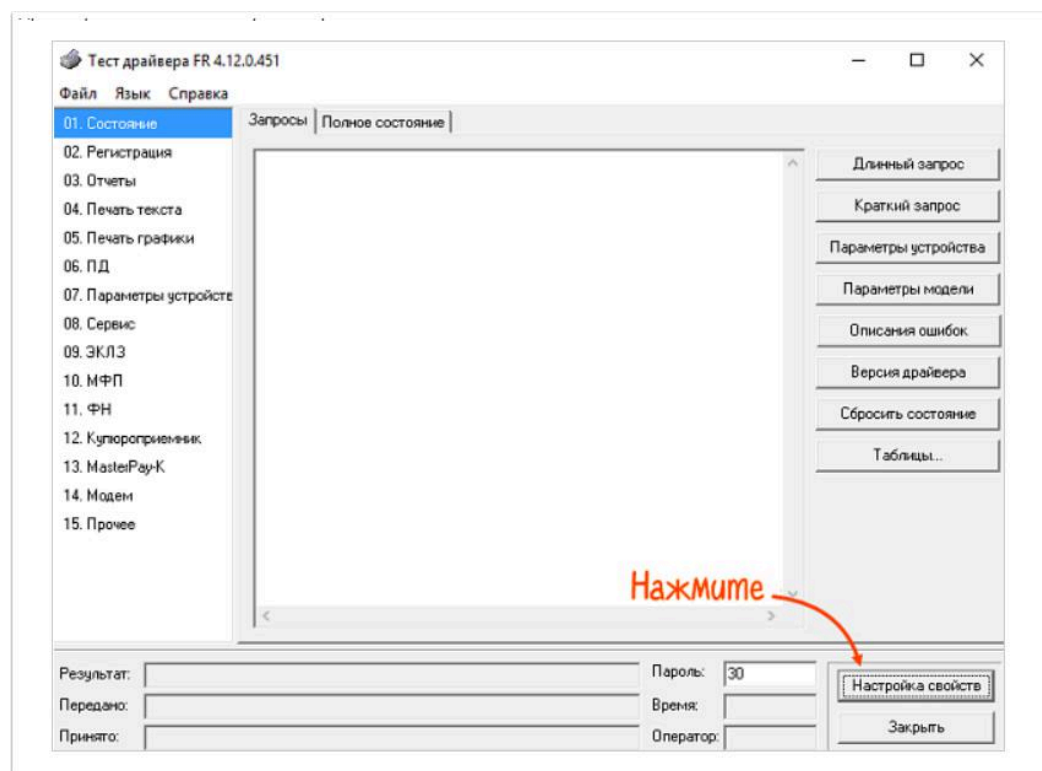 Тест драйвера FR 4.12.0.451
Файл Язык Справка
01. Состояние
02. Регистрация
03. Отчеты
04. Печать текста
05. Печать графики
06. ПД
07. Параметры устройств
08. Сервис
09. ЭКЛЗ
10. МФП
11. ФН
12. Купюроприемник
13. MasterPay-K
14. Модем
15. Прочее
Запросы Полное состояние
Длинный запрос
Краткий запрос
Параметры устройства
Параметры модели
Описания ошибок
Версия драйвера
Сбросить состояние
Таблицы...
Нажмите
Результат:
Передано:
Принято:
Пароль: 30
Время:
Оператор:
Настройка свойств
Закрыть